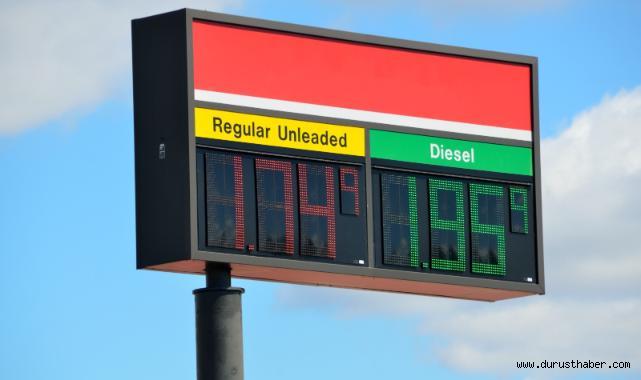 Regular Unleaded
Diesel
1.74 9
1.95 9
www.durusthaber.com